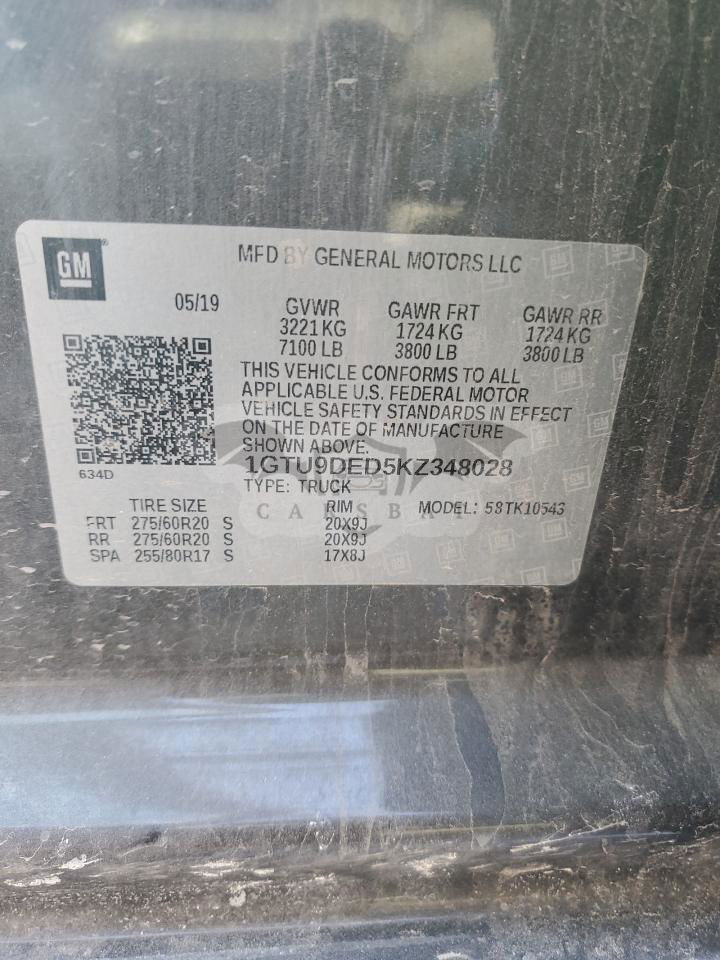 GM
MFD BY GENERAL MOTORS LLC
05/19 GVWR GAWR FRT GAWR RR
3221 KG 1724 KG 1724 KG
7100 LB 3800 LB 3800 LB
THIS VEHICLE CONFORMS TO ALL
APPLICABLE U.S. FEDERAL MOTOR
VEHICLE SAFETY STANDARDS IN EFFECT
ON THE DATE OF MANUFACTURE
SHOWN ABOVE.
634D
1GTU9DED5KZ348028
TYPE: TRUCK
TIRE SIZE RIM MODEL: 58TK10543
FRT 275/60R20 S 20X9J
RR 275/60R20 S 20X9J
SPA 255/80R17 S 17X8J